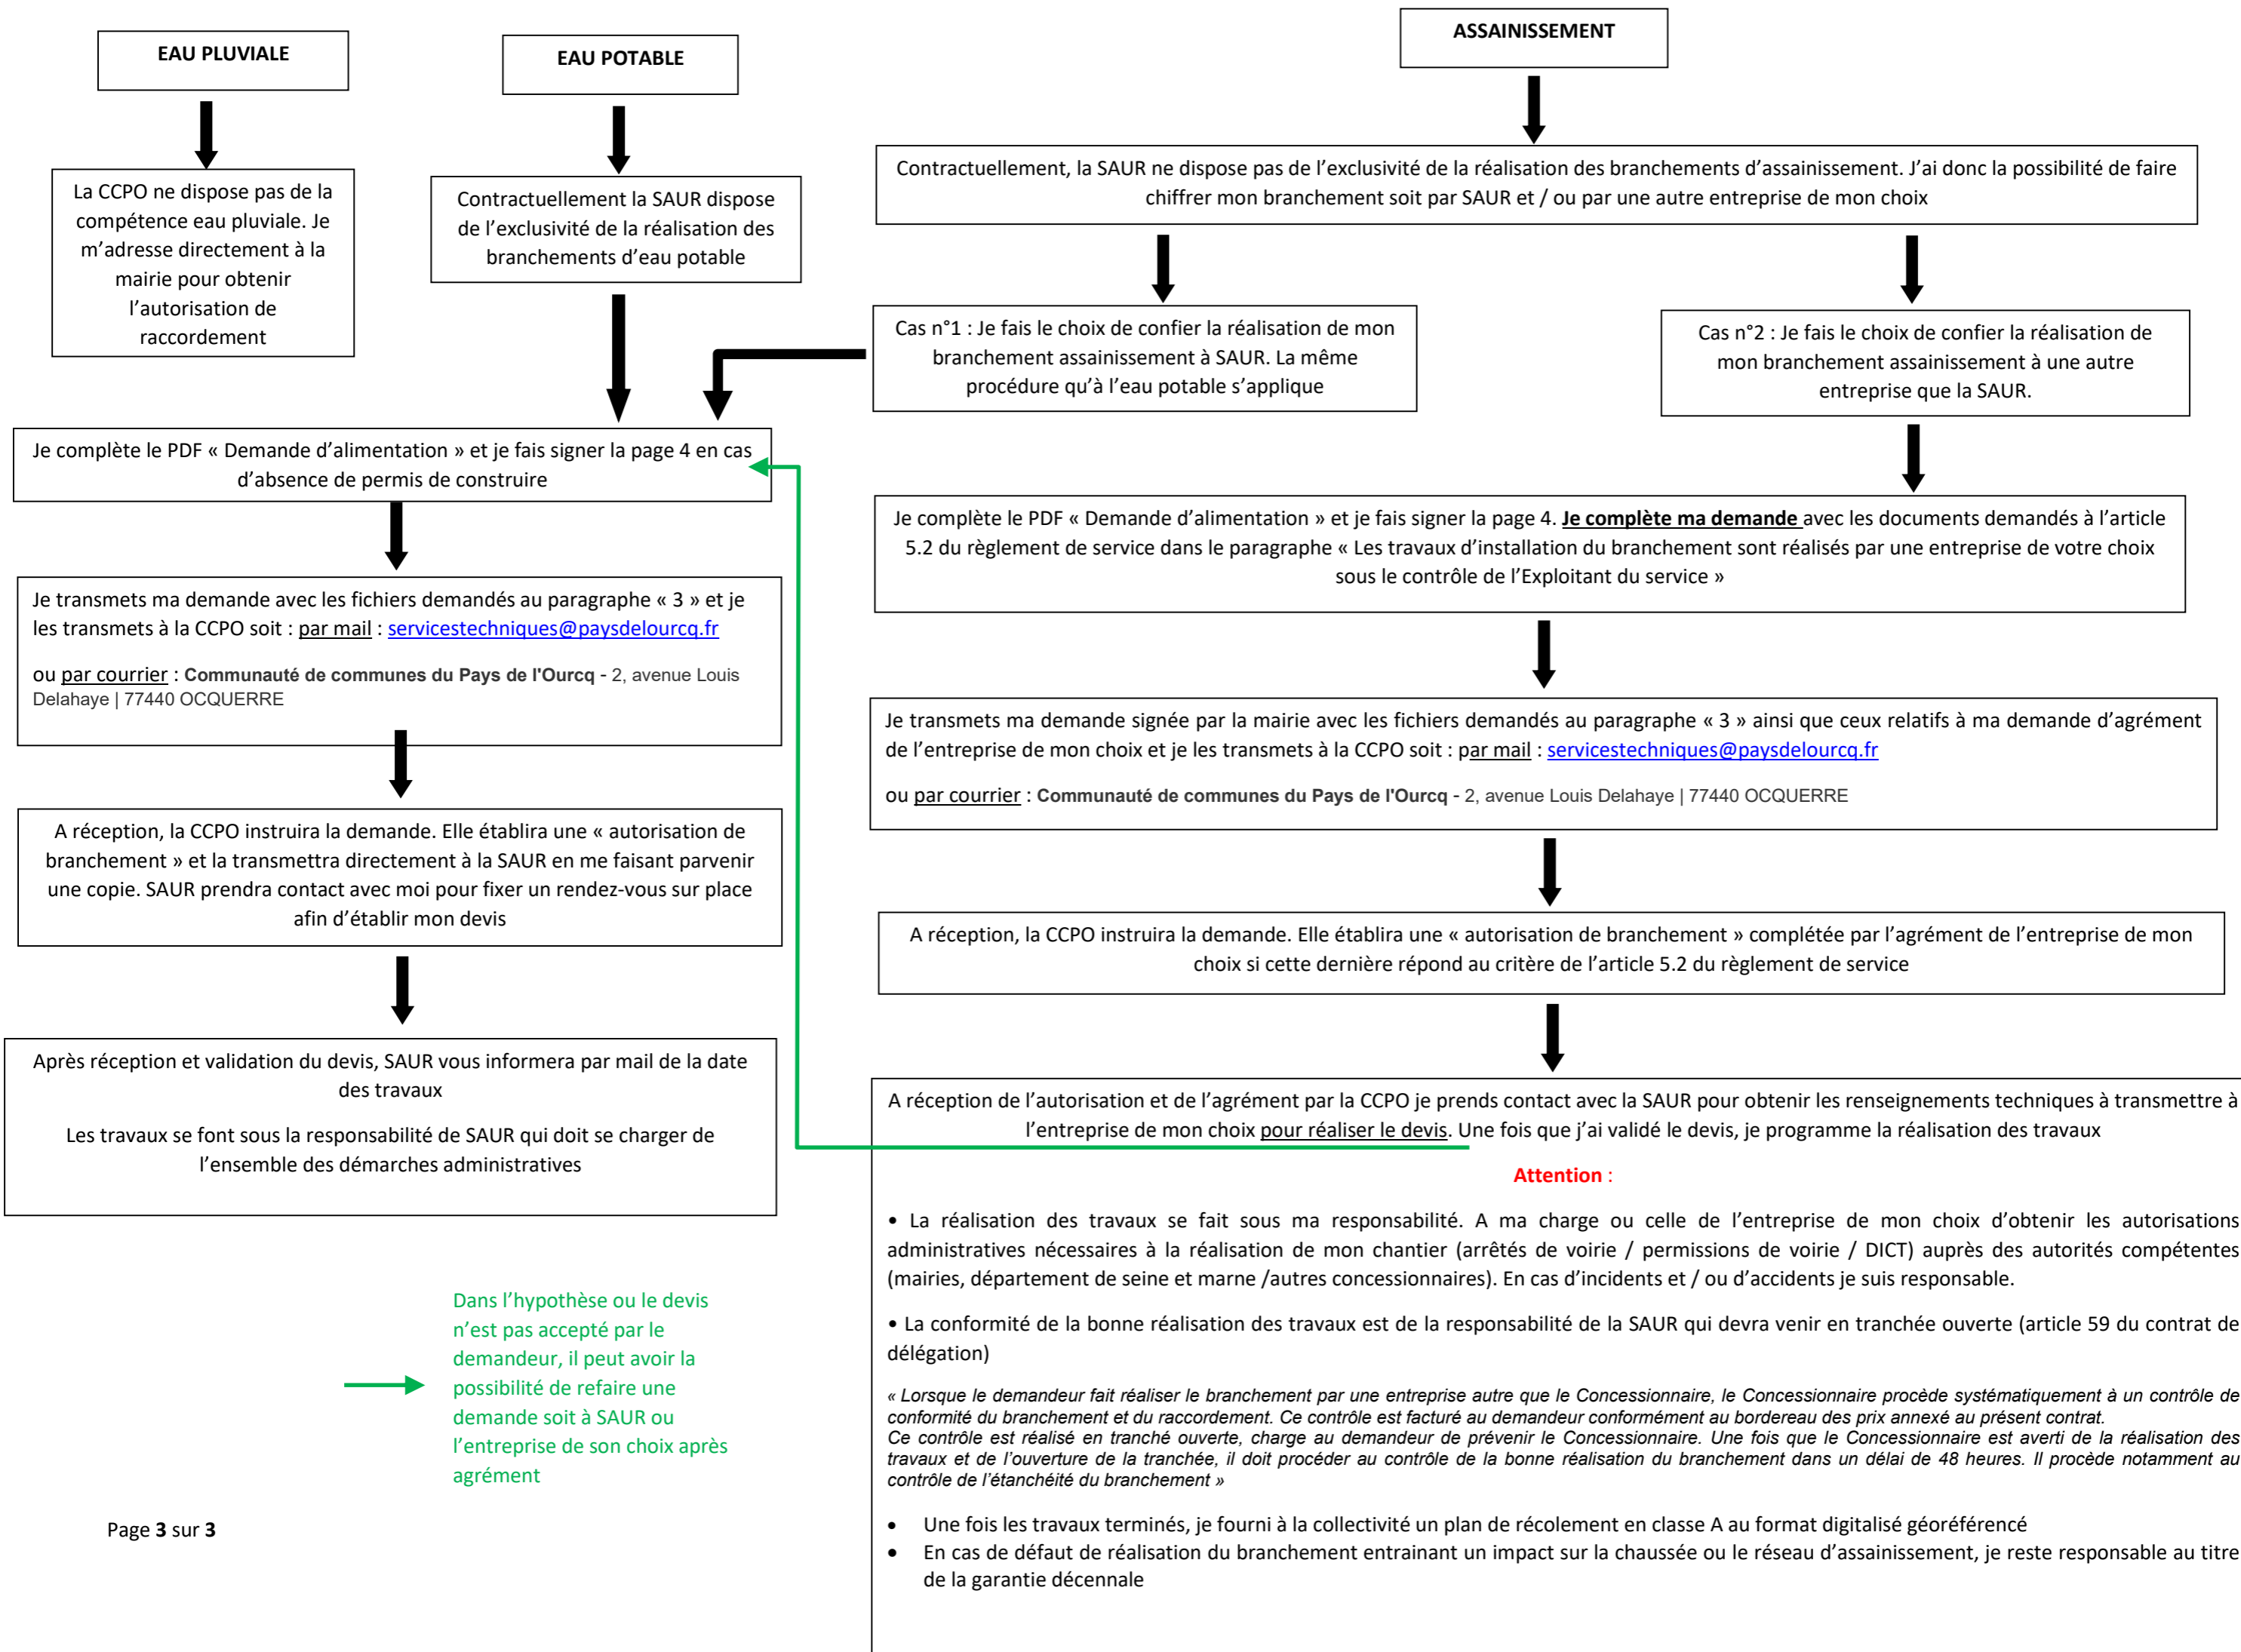 EAU PLUVIALE
La CCPO ne dispose pas de la
compétence eau pluviale. Je
m’adresse directement à la
mairie pour obtenir
l’autorisation de
raccordement
EAU POTABLE
Contractuellement la SAUR dispose
de l’exclusivité de la réalisation des
branchements d’eau potable
Je complète le PDF « Demande d’alimentation » et je fais signer la page 4 en cas
d’absence de permis de construire
Je transmets ma demande avec les fichiers demandés au paragraphe « 3 » et je
les transmets à la CCPO soit : par mail : servicestechniques@paysdelourcq.fr
ou par courrier : Communauté de communes du Pays de l'Ourcq - 2, avenue Louis
Delahaye | 77440 OCQUERRE
A réception, la CCPO instruira la demande. Elle établira une « autorisation de
branchement » et la transmettra directement à la SAUR en me faisant parvenir
une copie. SAUR prendra contact avec moi pour fixer un rendez-vous sur place
afin d’établir mon devis
Après réception et validation du devis, SAUR vous informera par mail de la date
des travaux
Les travaux se font sous la responsabilité de SAUR qui doit se charger de
l’ensemble des démarches administratives
Dans l’hypothèse ou le devis
n’est pas accepté par le
demandeur, il peut avoir la
possibilité de refaire une
demande soit à SAUR ou
l’entreprise de son choix après
agrément
ASSAINISSEMENT
Contractuellement, la SAUR ne dispose pas de l’exclusivité de la réalisation des branchements d’assainissement. J’ai donc la possibilité de faire
chiffrer mon branchement soit par SAUR et / ou par une autre entreprise de mon choix
Cas n°1 : Je fais le choix de confier la réalisation de mon
branchement assainissement à SAUR. La même
procédure qu’à l’eau potable s’applique
Cas n°2 : Je fais le choix de confier la réalisation de
mon branchement assainissement à une autre
entreprise que la SAUR.
Je complète le PDF « Demande d’alimentation » et je fais signer la page 4. Je complète ma demande avec les documents demandés à l’article
5.2 du règlement de service dans le paragraphe « Les travaux d’installation du branchement sont réalisés par une entreprise de votre choix
sous le contrôle de l’Exploitant du service »
Je transmets ma demande signée par la mairie avec les fichiers demandés au paragraphe « 3 » ainsi que ceux relatifs à ma demande d’agrément
de l’entreprise de mon choix et je les transmets à la CCPO soit : par mail : servicestechniques@paysdelourcq.fr
ou par courrier : Communauté de communes du Pays de l'Ourcq - 2, avenue Louis Delahaye | 77440 OCQUERRE
A réception, la CCPO instruira la demande. Elle établira une « autorisation de branchement » complétée par l’agrément de l’entreprise de mon
choix si cette dernière répond au critère de l’article 5.2 du règlement de service
A réception de l’autorisation et de l’agrément par la CCPO je prends contact avec la SAUR pour obtenir les renseignements techniques à transmettre à
l’entreprise de mon choix pour réaliser le devis. Une fois que j’ai validé le devis, je programme la réalisation des travaux
Attention :
• La réalisation des travaux se fait sous ma responsabilité. A ma charge ou celle de l’entreprise de mon choix d’obtenir les autorisations
administratives nécessaires à la réalisation de mon chantier (arrêtés de voirie / permissions de voirie / DICT) auprès des autorités compétentes
(mairies, département de seine et marne /autres concessionnaires). En cas d’incidents et / ou d’accidents je suis responsable.
• La conformité de la bonne réalisation des travaux est de la responsabilité de la SAUR qui devra venir en tranchée ouverte (article 59 du contrat de
délégation)
« Lorsque le demandeur fait réaliser le branchement par une entreprise autre que le Concessionnaire, le Concessionnaire procède systématiquement à un contrôle de
conformité du branchement et du raccordement. Ce contrôle est facturé au demandeur conformément au bordereau des prix annexé au présent contrat.
Ce contrôle est réalisé en tranché ouverte, charge au demandeur de prévenir le Concessionnaire. Une fois que le Concessionnaire est averti de la réalisation des
travaux et de l’ouverture de la tranchée, il doit procéder au contrôle de la bonne réalisation du branchement dans un délai de 48 heures. Il procède notamment au
contrôle de l’étanchéité du branchement »
• Une fois les travaux terminés, je fourni à la collectivité un plan de récolement en classe A au format digitalisé géoréférencé
• En cas de défaut de réalisation du branchement entrainant un impact sur la chaussée ou le réseau d’assainissement, je reste responsable au titre
de la garantie décennale
Page 3 sur 3